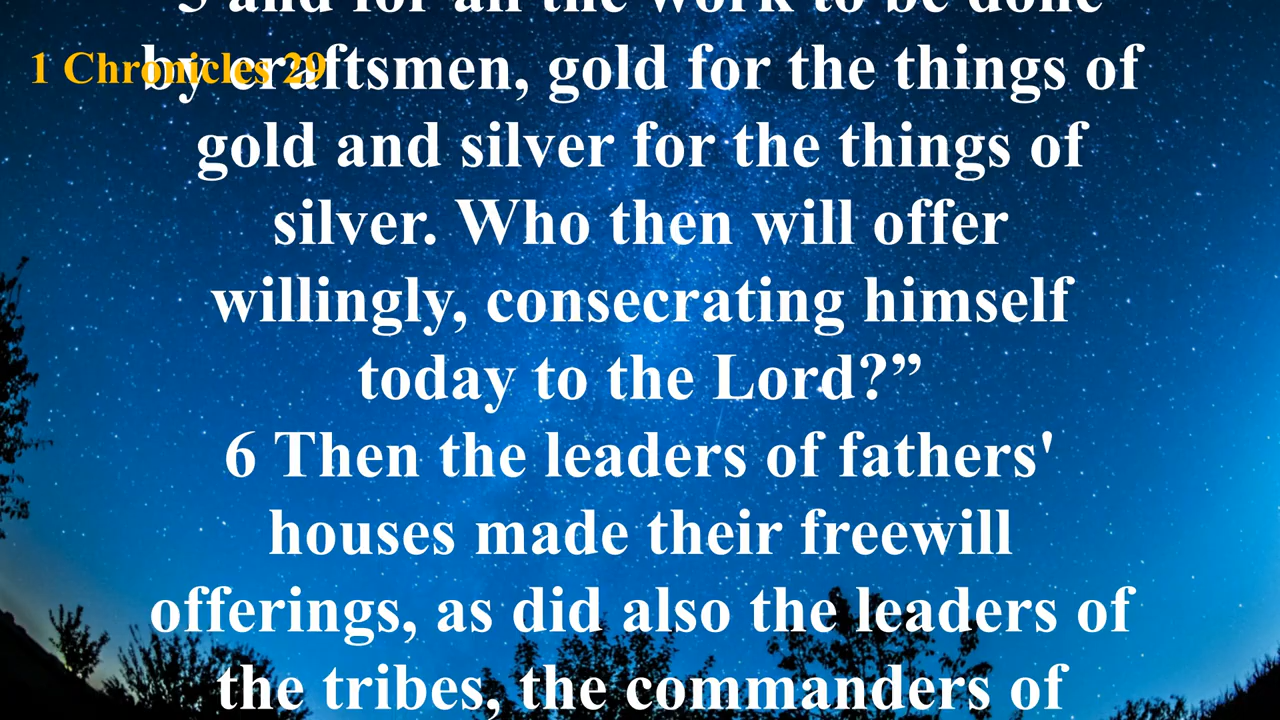 5 and for all the work to be done
1 Chronicles 29
by craftsmen, gold for the things of
gold and silver for the things of
silver. Who then will offer
willingly, consecrating himself
today to the Lord?”
6 Then the leaders of fathers'
houses made their freewill
offerings, as did also the leaders of
the tribes, the commanders of